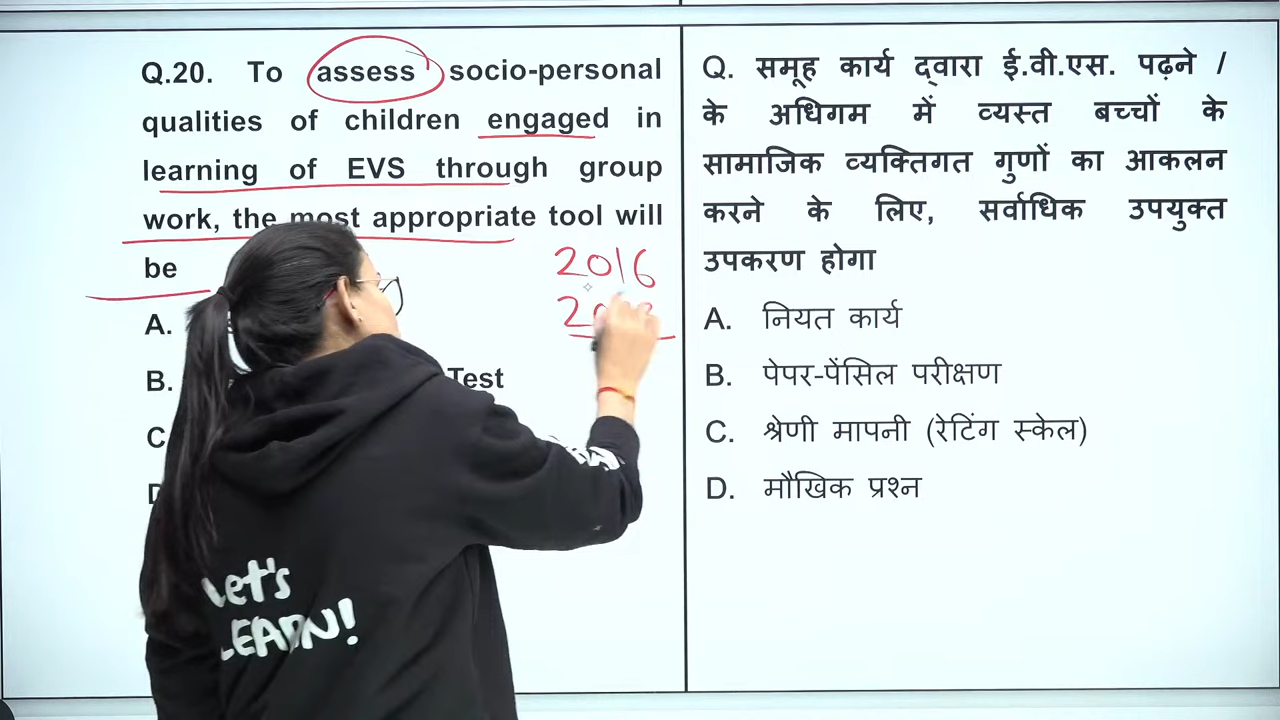 Q.20. To assess socio-personal
qualities of children engaged in
learning of EVS through group
work, the most appropriate tool will
be
2016
A.
B. Test
C
Let's
LEARN!
Q. समूह कार्य द्वारा ई.वी.एस. पढ़ने /
के अधिगम में व्यस्त बच्चों के
सामाजिक व्यक्तिगत गुणों का आकलन
करने के लिए, सर्वाधिक उपयुक्त
उपकरण होगा
A. नियत कार्य
B. पेपर-पेंसिल परीक्षण
C. श्रेणी मापनी (रेटिंग स्केल)
D. मौखिक प्रश्न